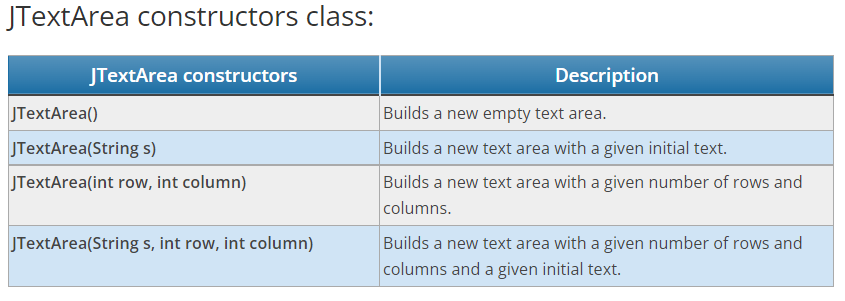 JTextArea constructors class:
JTextArea constructors
Description
JTextArea()
Builds a new empty text area.
JTextArea(String s)
Builds a new text area with a given initial text.
JTextArea(int row, int column)
Builds a new text area with a given number of rows and
columns.
JTextArea(String s, int row, int column)
Builds a new text area with a given number of rows and
columns and a given initial text.